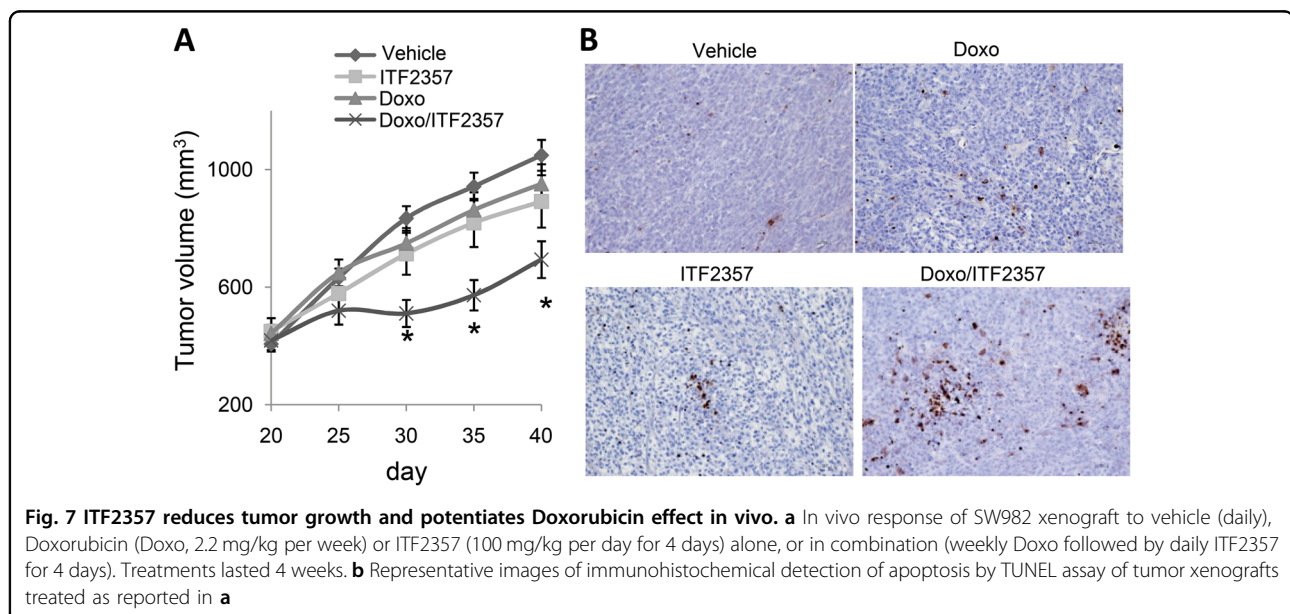 A
Vehicle
ITF2357
Doxo
Doxo/ITF2357
Tumor volume (mm³)
1000
600
200
20 25 30 35 40
day
* * *
B
Vehicle Doxo
ITF2357 Doxo/ITF2357
Fig. 7 ITF2357 reduces tumor growth and potentiates Doxorubicin effect in vivo. a In vivo response of SW982 xenograft to vehicle (daily),
Doxorubicin (Doxo, 2.2 mg/kg per week) or ITF2357 (100 mg/kg per day for 4 days) alone, or in combination (weekly Doxo followed by daily ITF2357
for 4 days). Treatments lasted 4 weeks. b Representative images of immunohistochemical detection of apoptosis by TUNEL assay of tumor xenografts
treated as reported in a